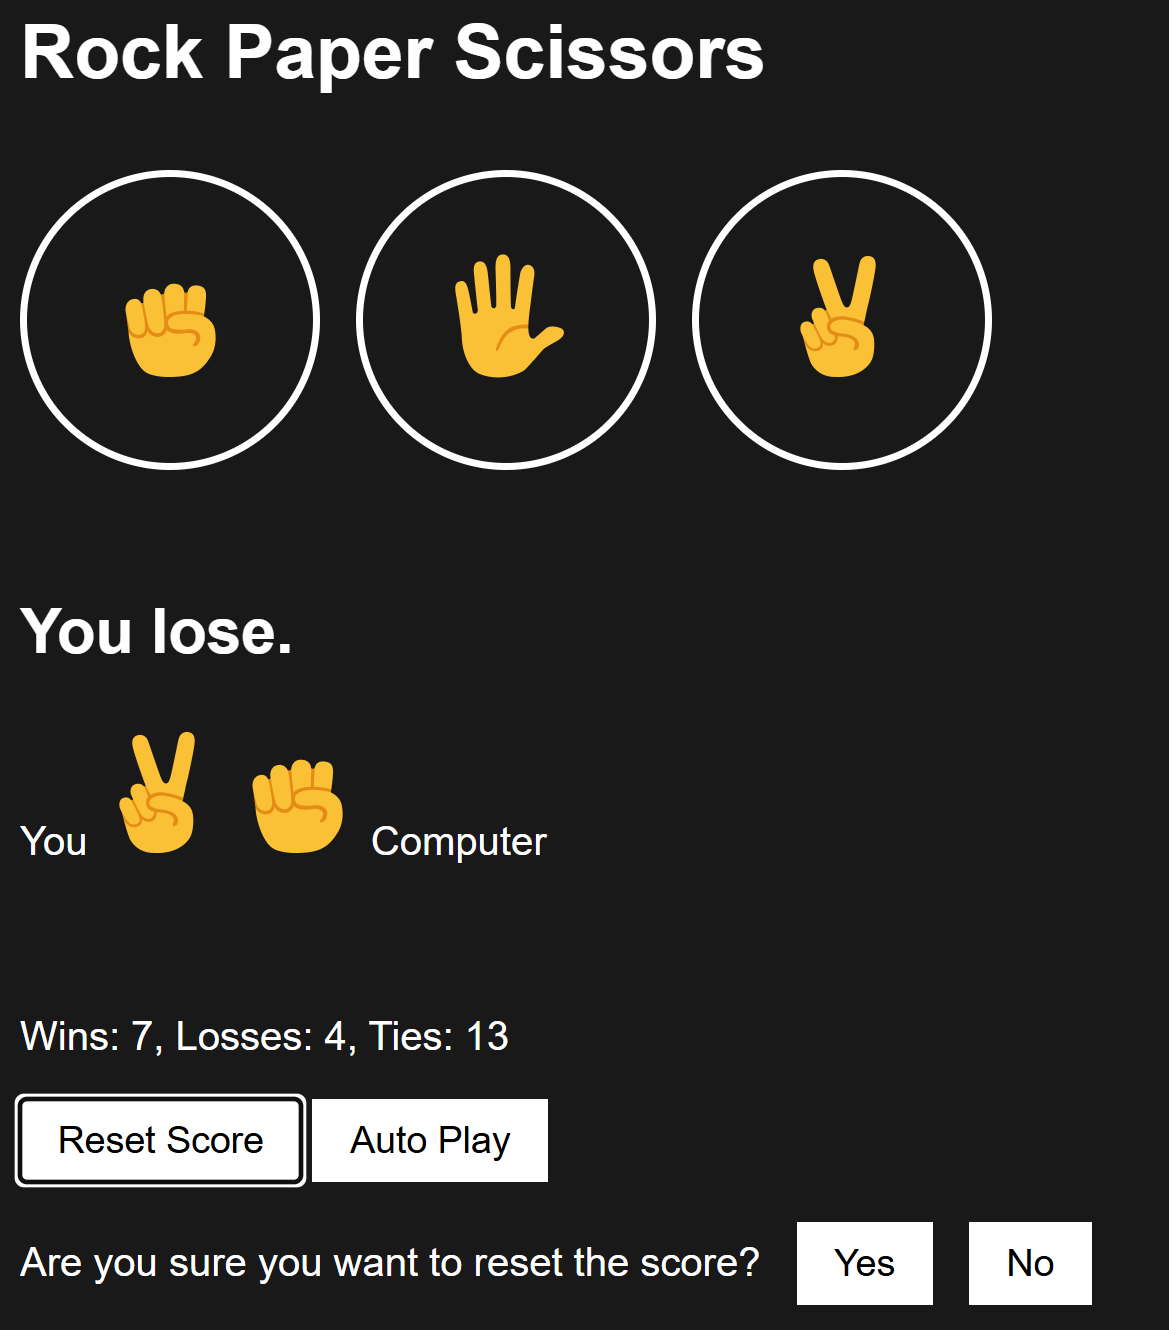 Rock Paper Scissors
You lose.
You Computer
Wins: 7, Losses: 4, Ties: 13
Reset Score Auto Play
Are you sure you want to reset the score? Yes No